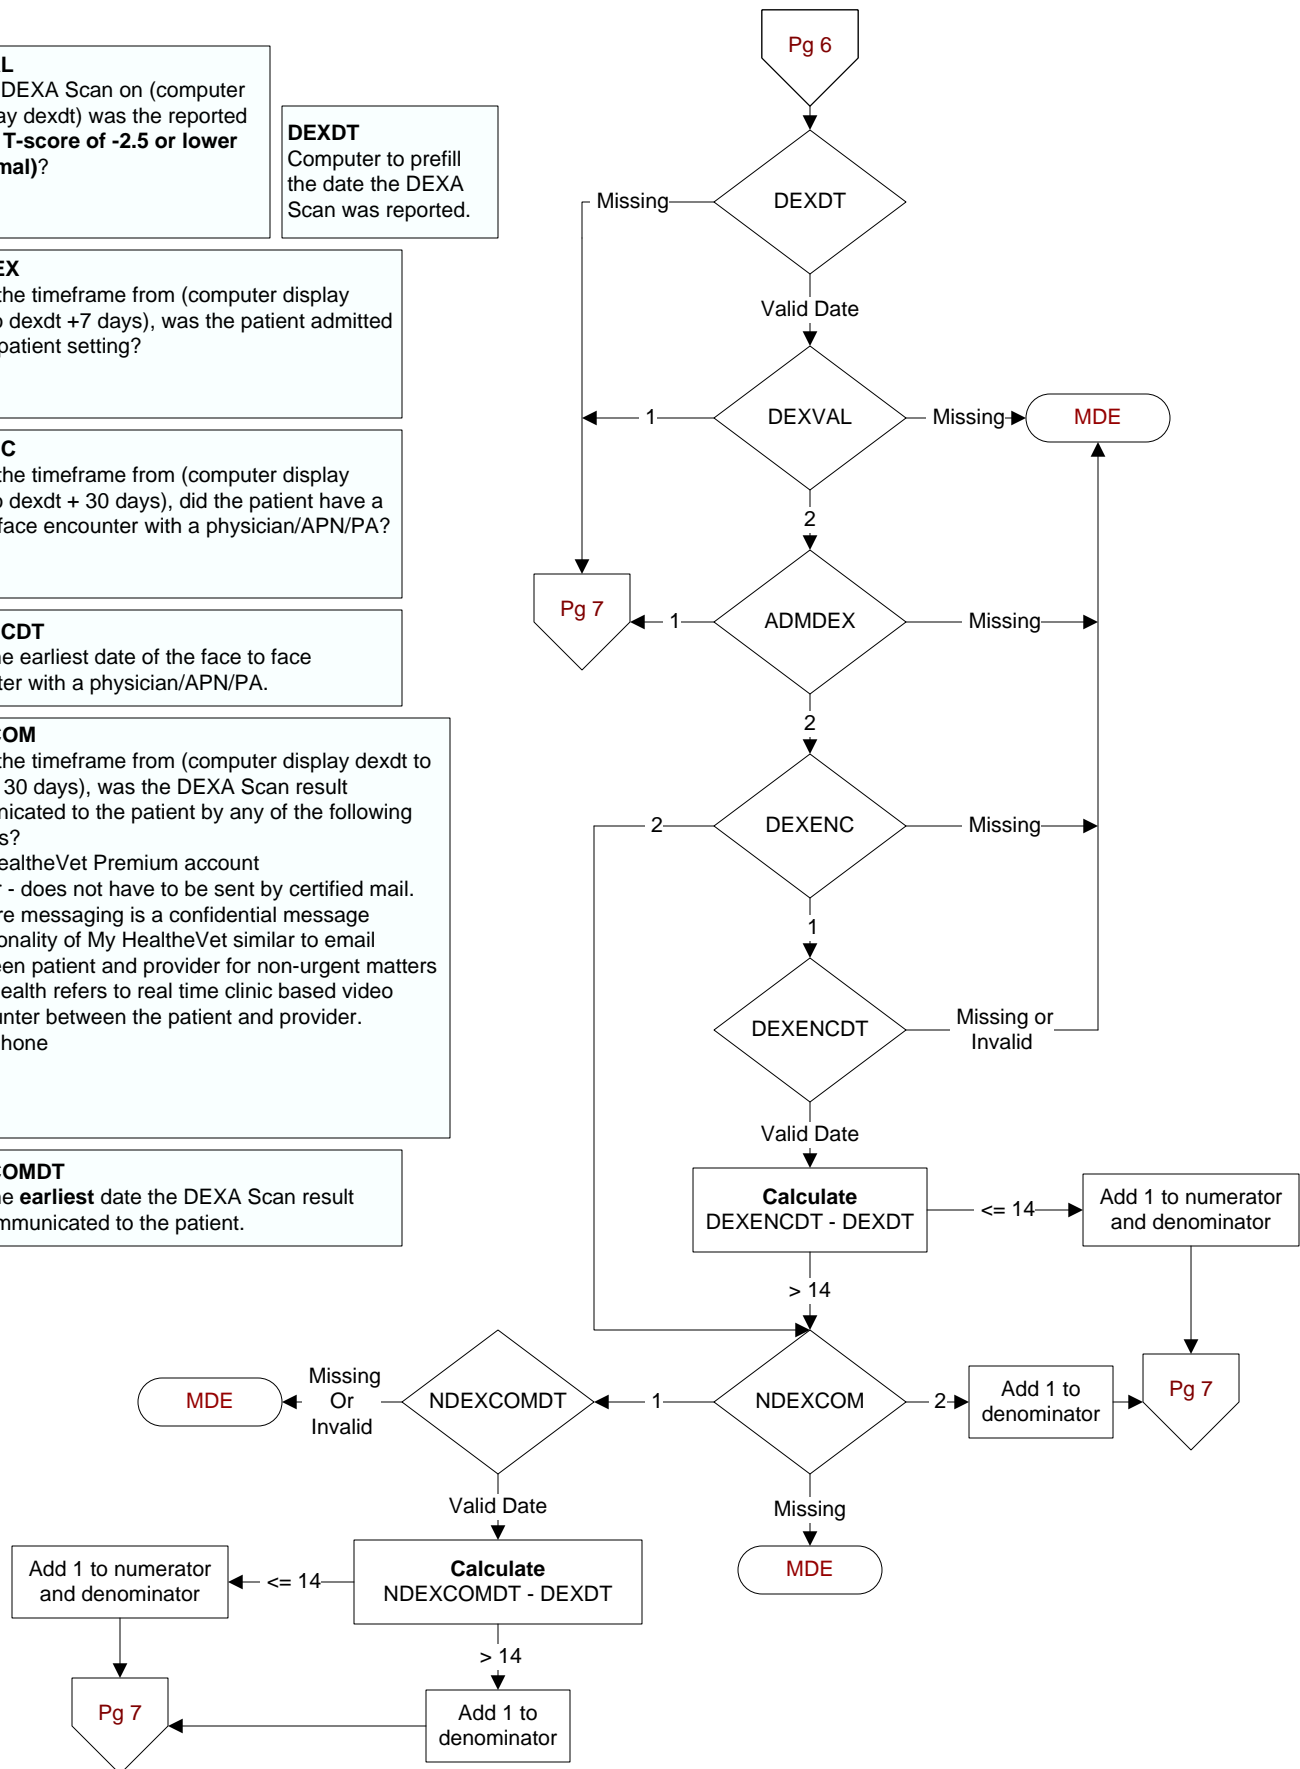 L
DEXA Scan on (computer
ay dexdt) was the reported
T-score of -2.5 or lower
mal)?
DEXDT
Computer to prefill
the date the DEXA
Scan was reported.
EX
the timeframe from (computer display
o dexdt +7 days), was the patient admitted
patient setting?
C
the timeframe from (computer display
o dexdt + 30 days), did the patient have a
face encounter with a physician/APN/PA?
CDT
e earliest date of the face to face
ter with a physician/APN/PA.
OM
the timeframe from (computer display dexdt to
30 days), was the DEXA Scan result
nicated to the patient by any of the following
s?
ealtheVet Premium account
r - does not have to be sent by certified mail.
re messaging is a confidential message
onality of My HealtheVet similar to email
een patient and provider for non-urgent matters
health refers to real time clinic based video
unter between the patient and provider.
hone
OMDT
e earliest date the DEXA Scan result
mmunicated to the patient.
Pg 6
DEXDT
Missing
Valid Date
DEXVAL
1
Missing
MDE
2
Pg 7
1
ADMDEX
Missing
2
2
DEXENC
Missing
1
DEXENCDT
Missing or
Invalid
Valid Date
Calculate
DEXENCDT - DEXDT
<= 14
Add 1 to numerator
and denominator
> 14
MDE
Missing
Or
Invalid
NDEXCOMDT
1
NDEXCOM
2
Add 1 to
denominator
Pg 7
Valid Date
Missing
MDE
Add 1 to numerator
and denominator
<= 14
Calculate
NDEXCOMDT - DEXDT
> 14
Pg 7
Add 1 to
denominator